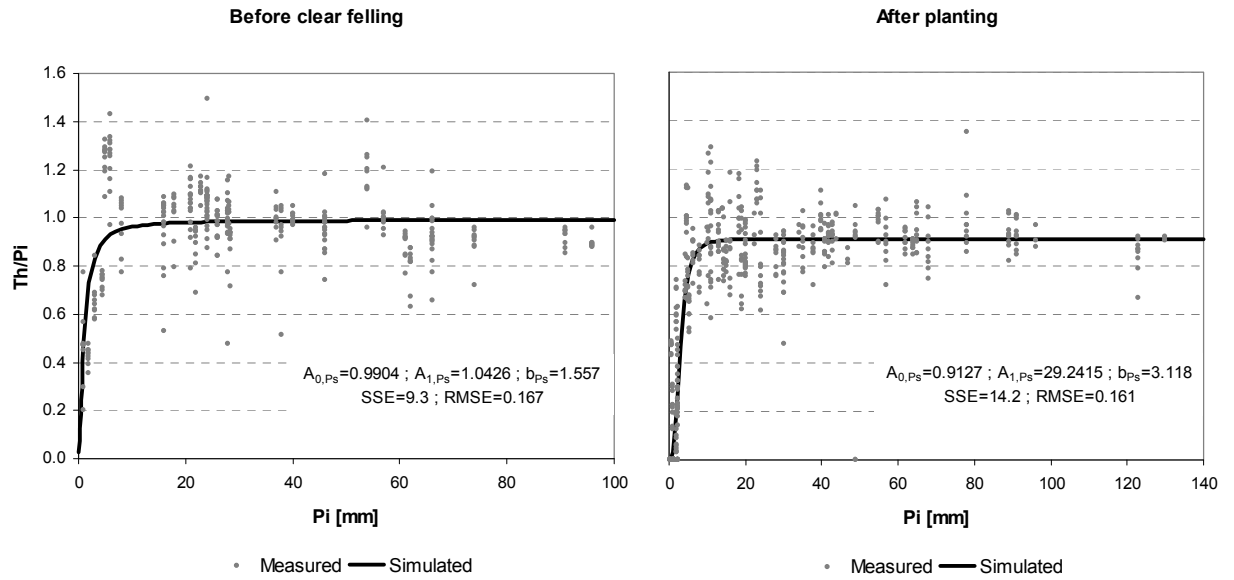 Before clear felling
After planting
Th/Pi
1.6
1.4
1.2
1.0
0.8
0.6
0.4
0.2
0.0
A0,Ps=0.9904 ; A1,Ps=1.0426 ; bPs=1.557
SSE=9.3 ; RMSE=0.167
A0,Ps=0.9127 ; A1,Ps=29.2415 ; bPs=3.118
SSE=14.2 ; RMSE=0.161
0 20 40 60 80 100
0 20 40 60 80 100 120 140
Pi [mm]
Pi [mm]
Measured Simulated
Measured Simulated